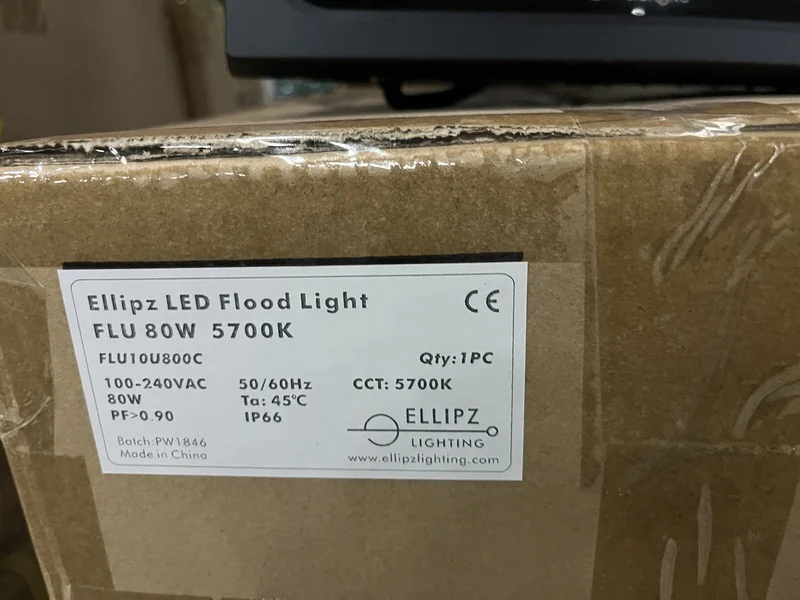 Ellipz LED Flood Light CE
FLU 80W 5700K
FLU10U800C Qty:1PC
100-240VAC 50/60Hz CCT: 5700K
80W Ta: 45°C
PF>0.90 IP66
ELLIPZ
LIGHTING
Batch:PW1846
Made in China
www.ellipzlighting.com